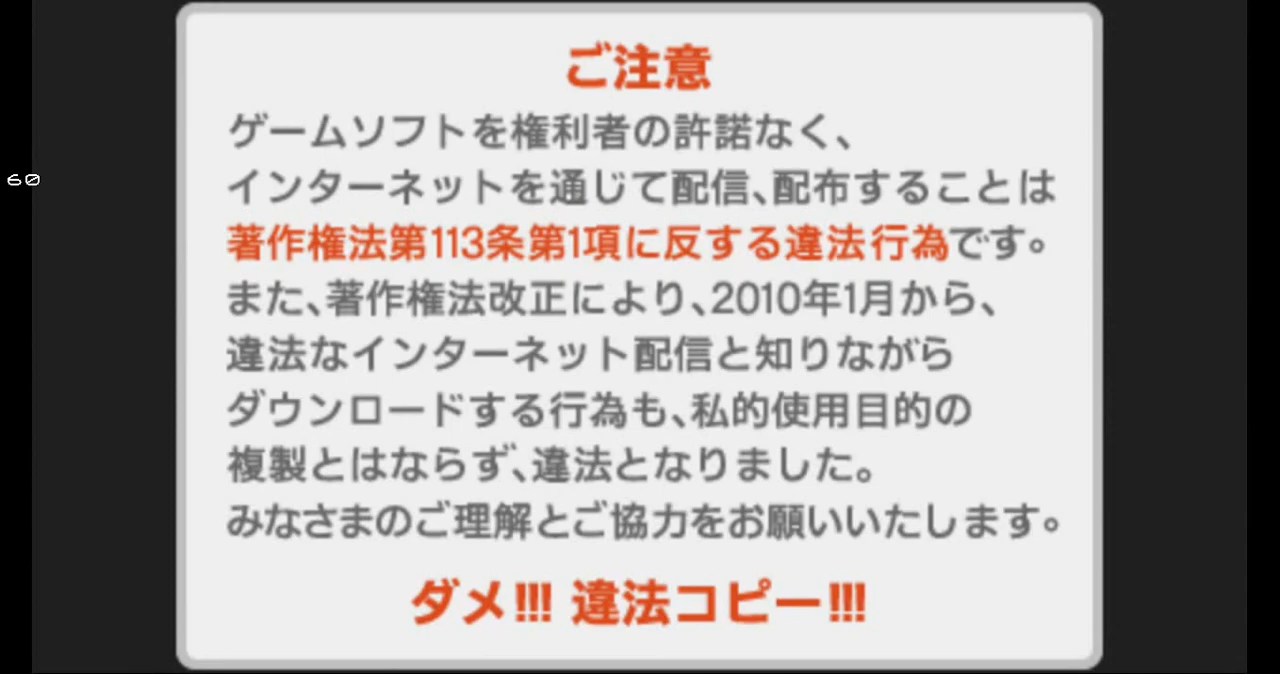 ご注意
ゲームソフトを権利者の許諾なく、
インターネットを通じて配信、配布することは
60
著作権法第113条第1項に反する違法行為です。
また、著作権法改正により、2010年1月から、
違法なインターネット配信と知りながら
ダウンロードする行為も、私的使用目的の
複製とはならず、違法となりました。
みなさまのご理解とご協力をお願いいたします。
ダメ!!! 違法コピー!!!